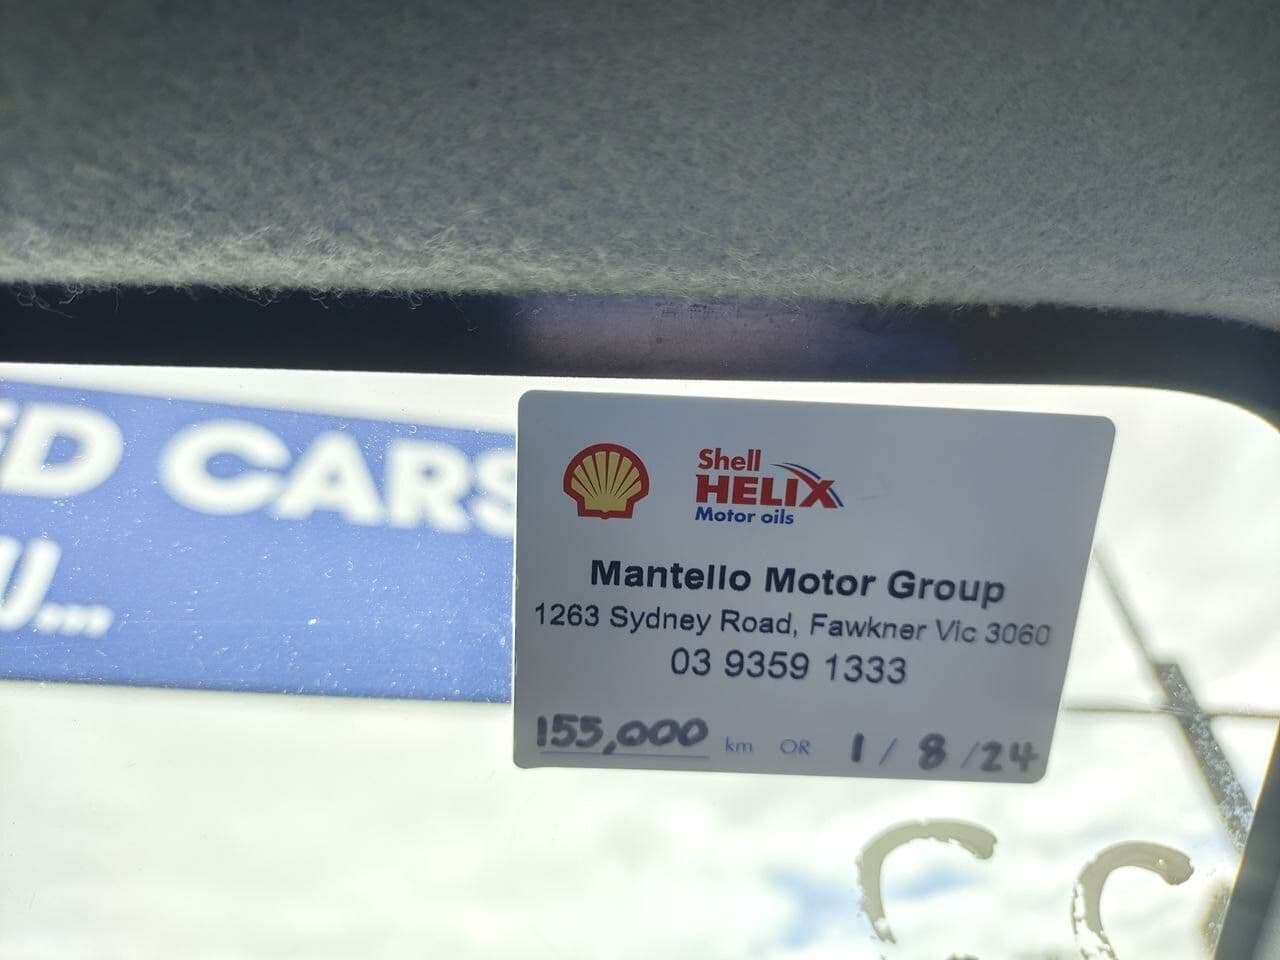 CARS
Shell
HELIX
Motor oils
Mantello Motor Group
1263 Sydney Road, Fawkner Vic 3060
03 9359 1333
155,000 km OR 1 / 8 /24